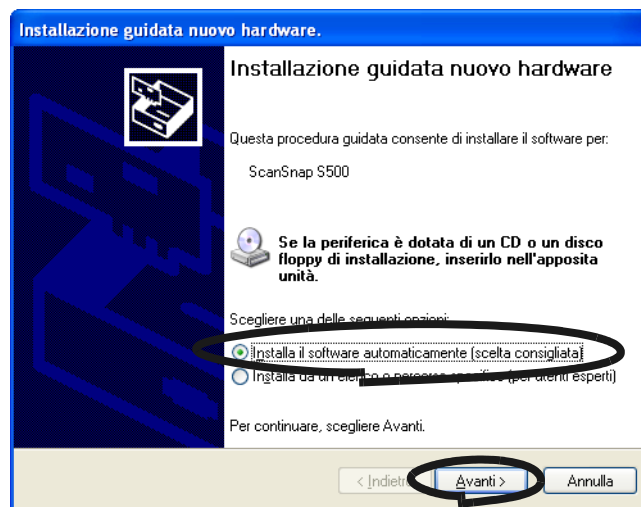 Installazione guidata nuovo hardware.
Installazione guidata nuovo hardware
Questa procedura guidata consente di installare il software per:
ScanSnap S500
Se la periferica è dotata di un CD o un disco
floppy di installazione, inserirlo nell'apposita
unità.
Scegliere una delle seguenti opzioni:
Installa il software automaticamente (scelta consigliata)
Installa da un elenco o percorso specifico (per utenti esperti)
Per continuare, scegliere Avanti.
< Indietro
Avanti >
Annulla